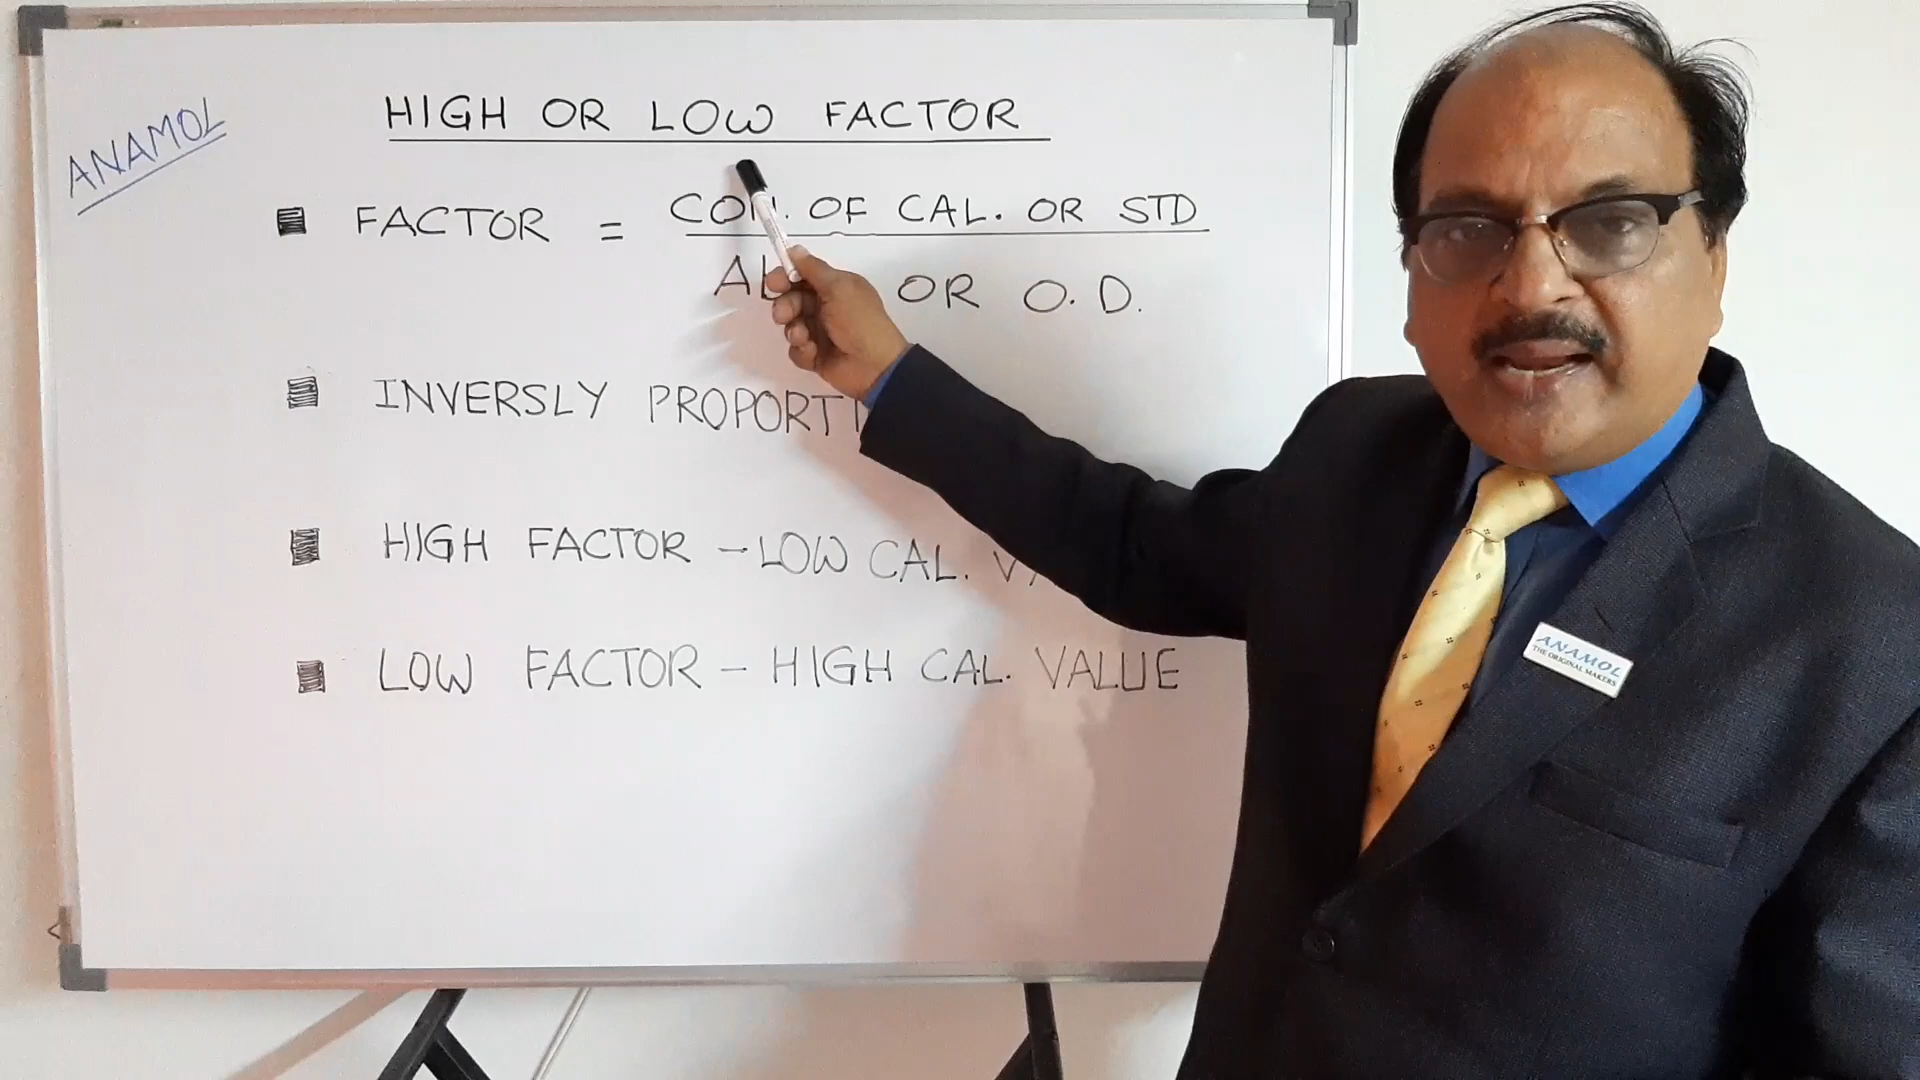 ANAMOL
HIGH OR LOW FACTOR
FACTOR = CON. OF CAL. OR STD
OR O.D.
INVERSLY
HIGH FACTOR - LOW CAL.
LOW FACTOR - HIGH CAL. VALUE
ANAMOL
THE ORIGINAL MAKERS